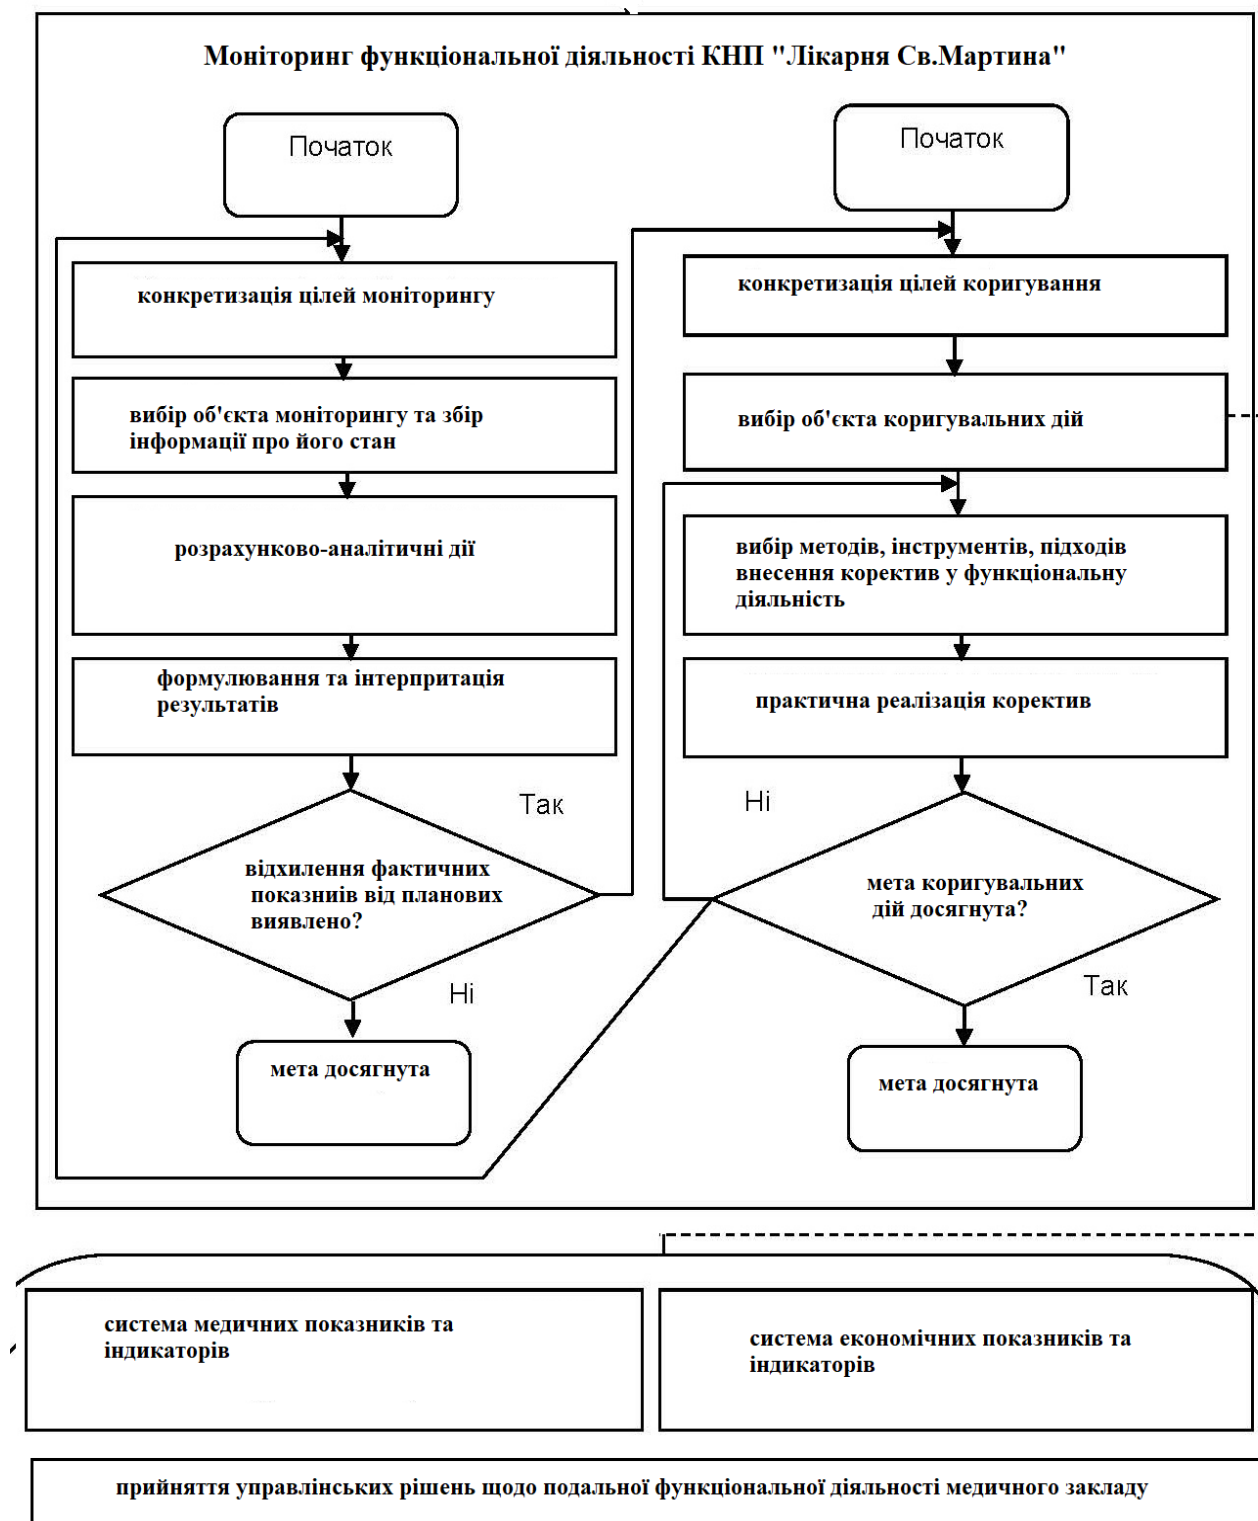 Моніторинг функціональної діяльності КНП "Лікарня Св.Мартина"
Початок
конкретизація цілей моніторингу
вибір об'єкта моніторингу та збір
інформації про його стан
розрахунково-аналітичні дії
формулювання та інтерпритація
результатів
Так
відхилення фактичних
показниів від планових
виявлено?
Ні
мета досягнута
Початок
конкретизація цілей коригування
вибір об'єкта коригувальних дій
вибір методів, інструментів, підходів
внесення коректив у функціональну
діяльність
практична реалізація коректив
Ні
мета коригувальних
дій досягнута?
Так
мета досягнута
система медичних показників та
індикаторів
система економічних показників та
індикаторів
прийняття управлінських рішень щодо подальної функціональної діяльності медичного закладу